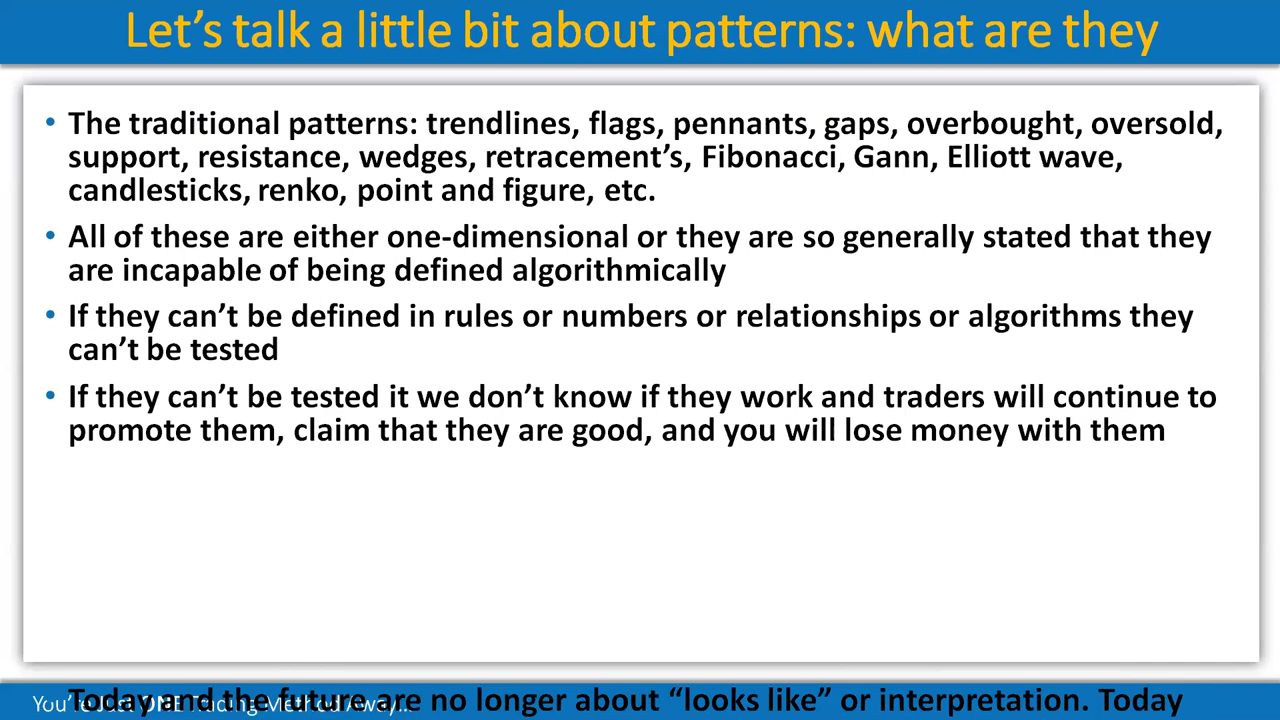 Let's talk a little bit about patterns: what are they
• The traditional patterns: trendlines, flags, pennants, gaps, overbought, oversold,
support, resistance, wedges, retracement's, Fibonacci, Gann, Elliott wave,
candlesticks, renko, point and figure, etc.
• All of these are either one-dimensional or they are so generally stated that they
are incapable of being defined algorithmically
• If they can't be defined in rules or numbers or relationships or algorithms they
can't be tested
• If they can't be tested it we don't know if they work and traders will continue to
promote them, claim that they are good, and you will lose money with them
Today and the future are no longer about “looks like” or interpretation. Today
You're Just ONE Trading Method Away...